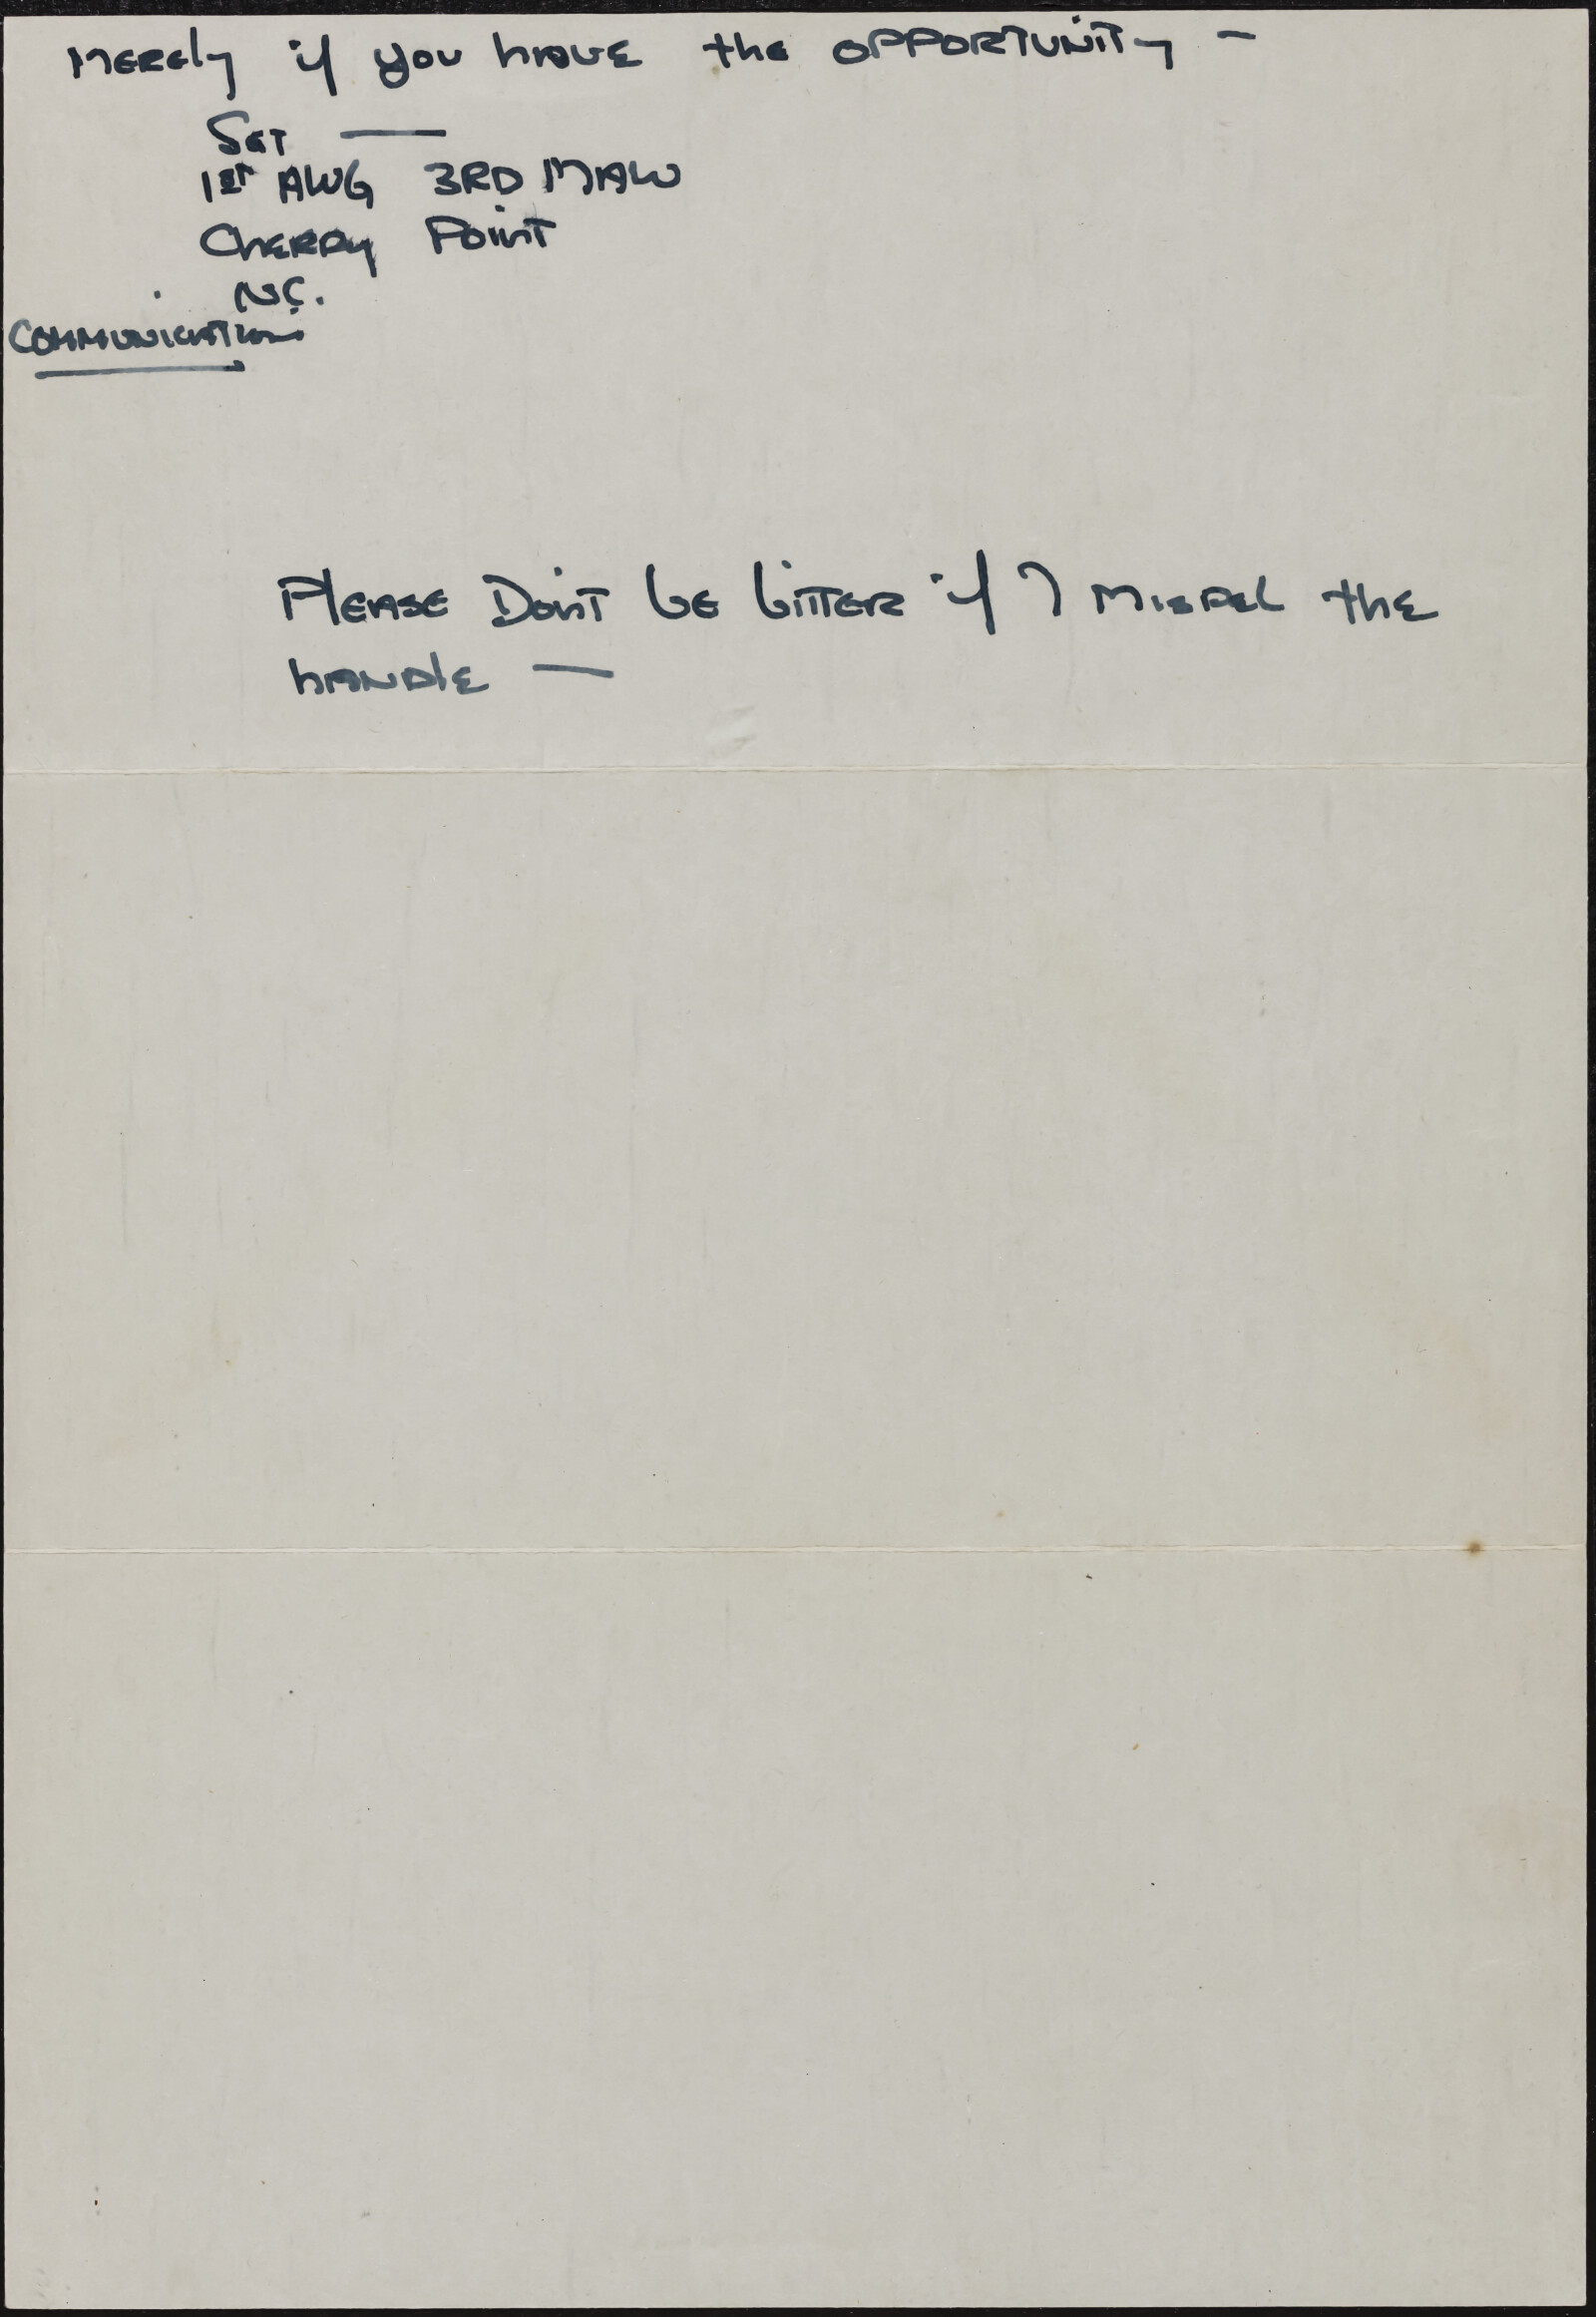 Merely if you have the opportunity —
Sgt ——
1st AWG 3RD MAW
Cherry Point
N.C.
Communications
Please Don't be bitter if I mispel the
handle —